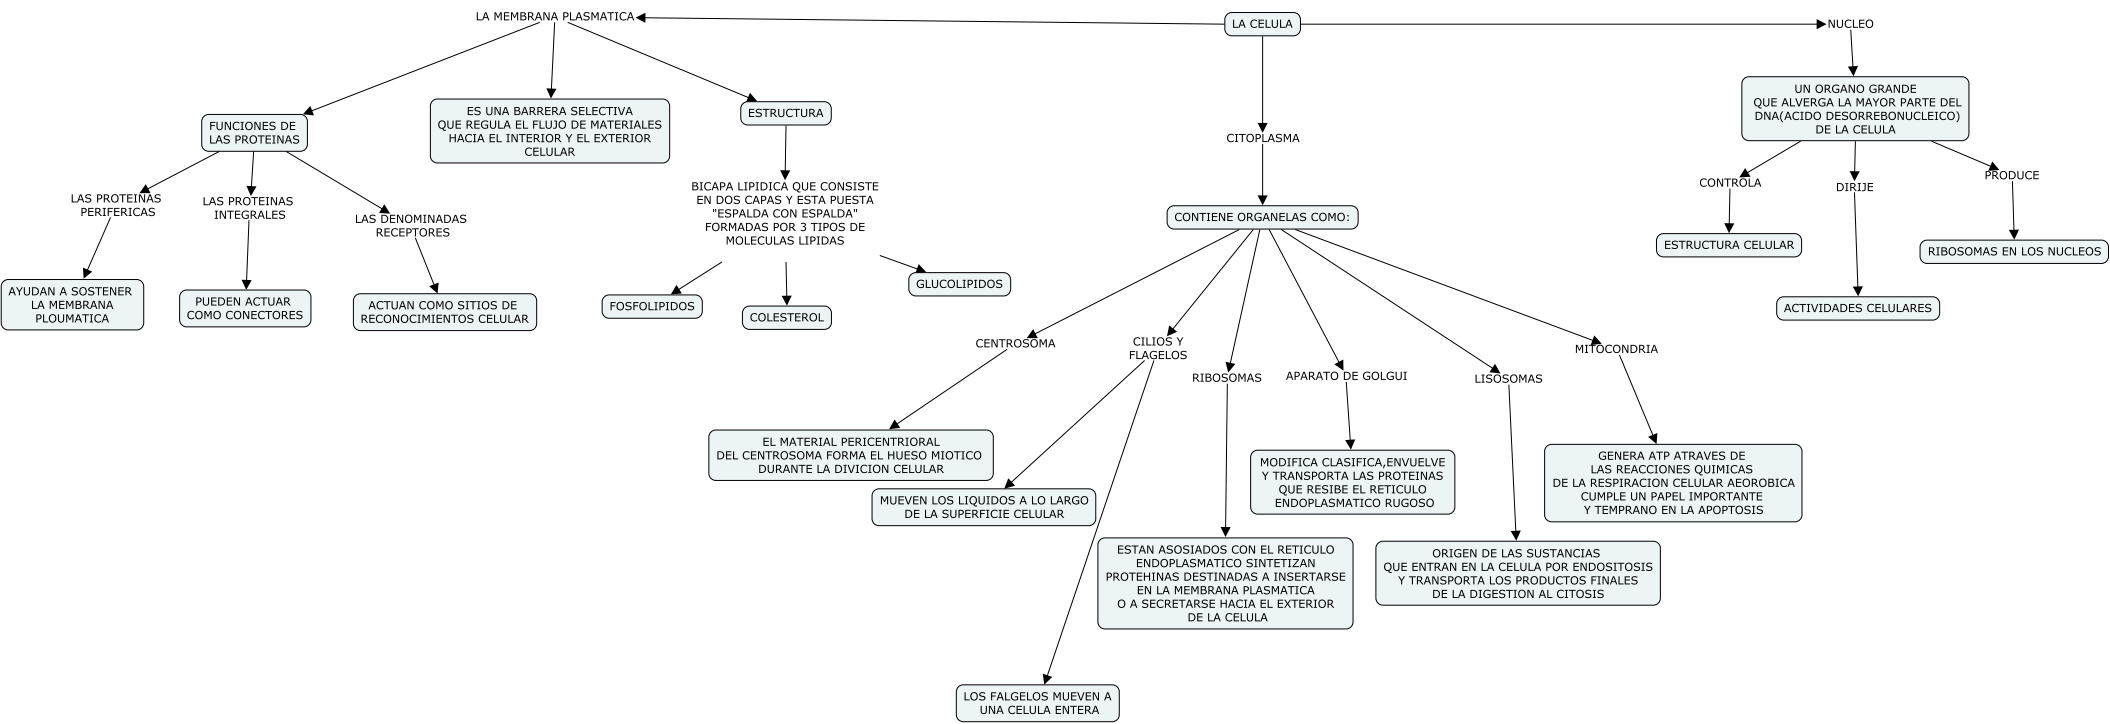 LA CELULA
LA MEMBRANA PLASMATICA
FUNCIONES DE
LAS PROTEINAS
LAS PROTEINAS
PERIFERICAS
AYUDAN A SOSTENER
LA MEMBRANA
PLOUMATICA
LAS PROTEINAS
INTEGRALES
PUEDEN ACTUAR
COMO CONECTORES
LAS DENOMINADAS
RECEPTORES
ACTUAN COMO SITIOS DE
RECONOCIMIENTOS CELULAR
ES UNA BARRERA SELECTIVA
QUE REGULA EL FLUJO DE MATERIALES
HACIA EL INTERIOR Y EL EXTERIOR
CELULAR
ESTRUCTURA
BICAPA LIPIDICA QUE CONSISTE
EN DOS CAPAS Y ESTA PUESTA
"ESPALDA CON ESPALDA"
FORMADAS POR 3 TIPOS DE
MOLECULAS LIPIDAS
FOSFOLIPIDOS
COLESTEROL
GLUCOLIPIDOS
CITOPLASMA
CONTIENE ORGANELAS COMO:
CENTROSOMA
EL MATERIAL PERICENTRIORAL
DEL CENTROSOMA FORMA EL HUESO MIOTICO
DURANTE LA DIVICION CELULAR
CILIOS Y
FLAGELOS
MUEVEN LOS LIQUIDOS A LO LARGO
DE LA SUPERFICIE CELULAR
LOS FALGELOS MUEVEN A
UNA CELULA ENTERA
RIBOSOMAS
ESTAN ASOSIADOS CON EL RETICULO
ENDOPLASMATICO SINTETIZAN
PROTEHINAS DESTINADAS A INSERTARSE
EN LA MEMBRANA PLASMATICA
O A SECRETARSE HACIA EL EXTERIOR
DE LA CELULA
APARATO DE GOLGUI
MODIFICA CLASIFICA,ENVUELVE
Y TRANSPORTA LAS PROTEINAS
QUE RESIBE EL RETICULO
ENDOPLASMATICO RUGOSO
LISOSOMAS
ORIGEN DE LAS SUSTANCIAS
QUE ENTRAN EN LA CELULA POR ENDOSITOSIS
Y TRANSPORTA LOS PRODUCTOS FINALES
DE LA DIGESTION AL CITOSIS
MITOCONDRIA
GENERA ATP ATRAVES DE
LAS REACCIONES QUIMICAS
DE LA RESPIRACION CELULAR AEOROBICA
CUMPLE UN PAPEL IMPORTANTE
Y TEMPRANO EN LA APOPTOSIS
NUCLEO
UN ORGANO GRANDE
QUE ALVERGA LA MAYOR PARTE DEL
DNA(ACIDO DESORREBONUCLEICO)
DE LA CELULA
CONTROLA
ESTRUCTURA CELULAR
DIRIJE
ACTIVIDADES CELULARES
PRODUCE
RIBOSOMAS EN LOS NUCLEOS